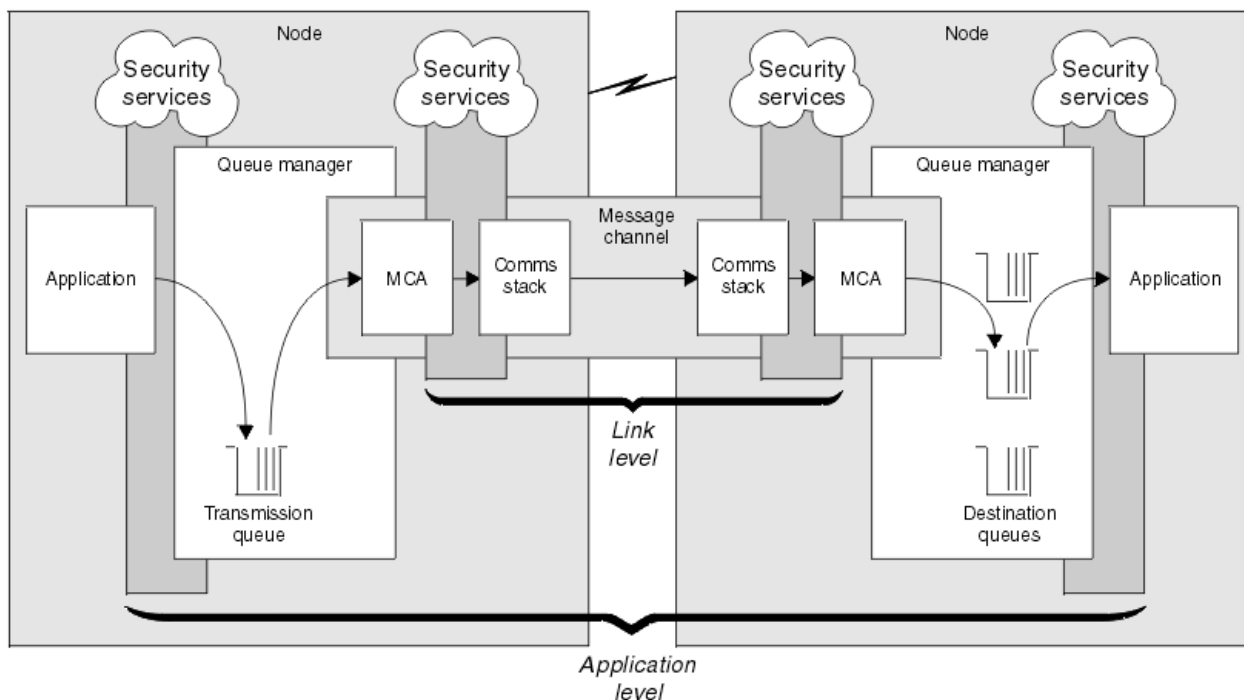 Node
Node
Security
services
Security
services
Security
services
Security
services
Queue manager
Queue manager
Message
channel
Application
MCA
Comms
stack
Comms
stack
MCA
Application
Link
level
Transmission
queue
Destination
queues
Application
level